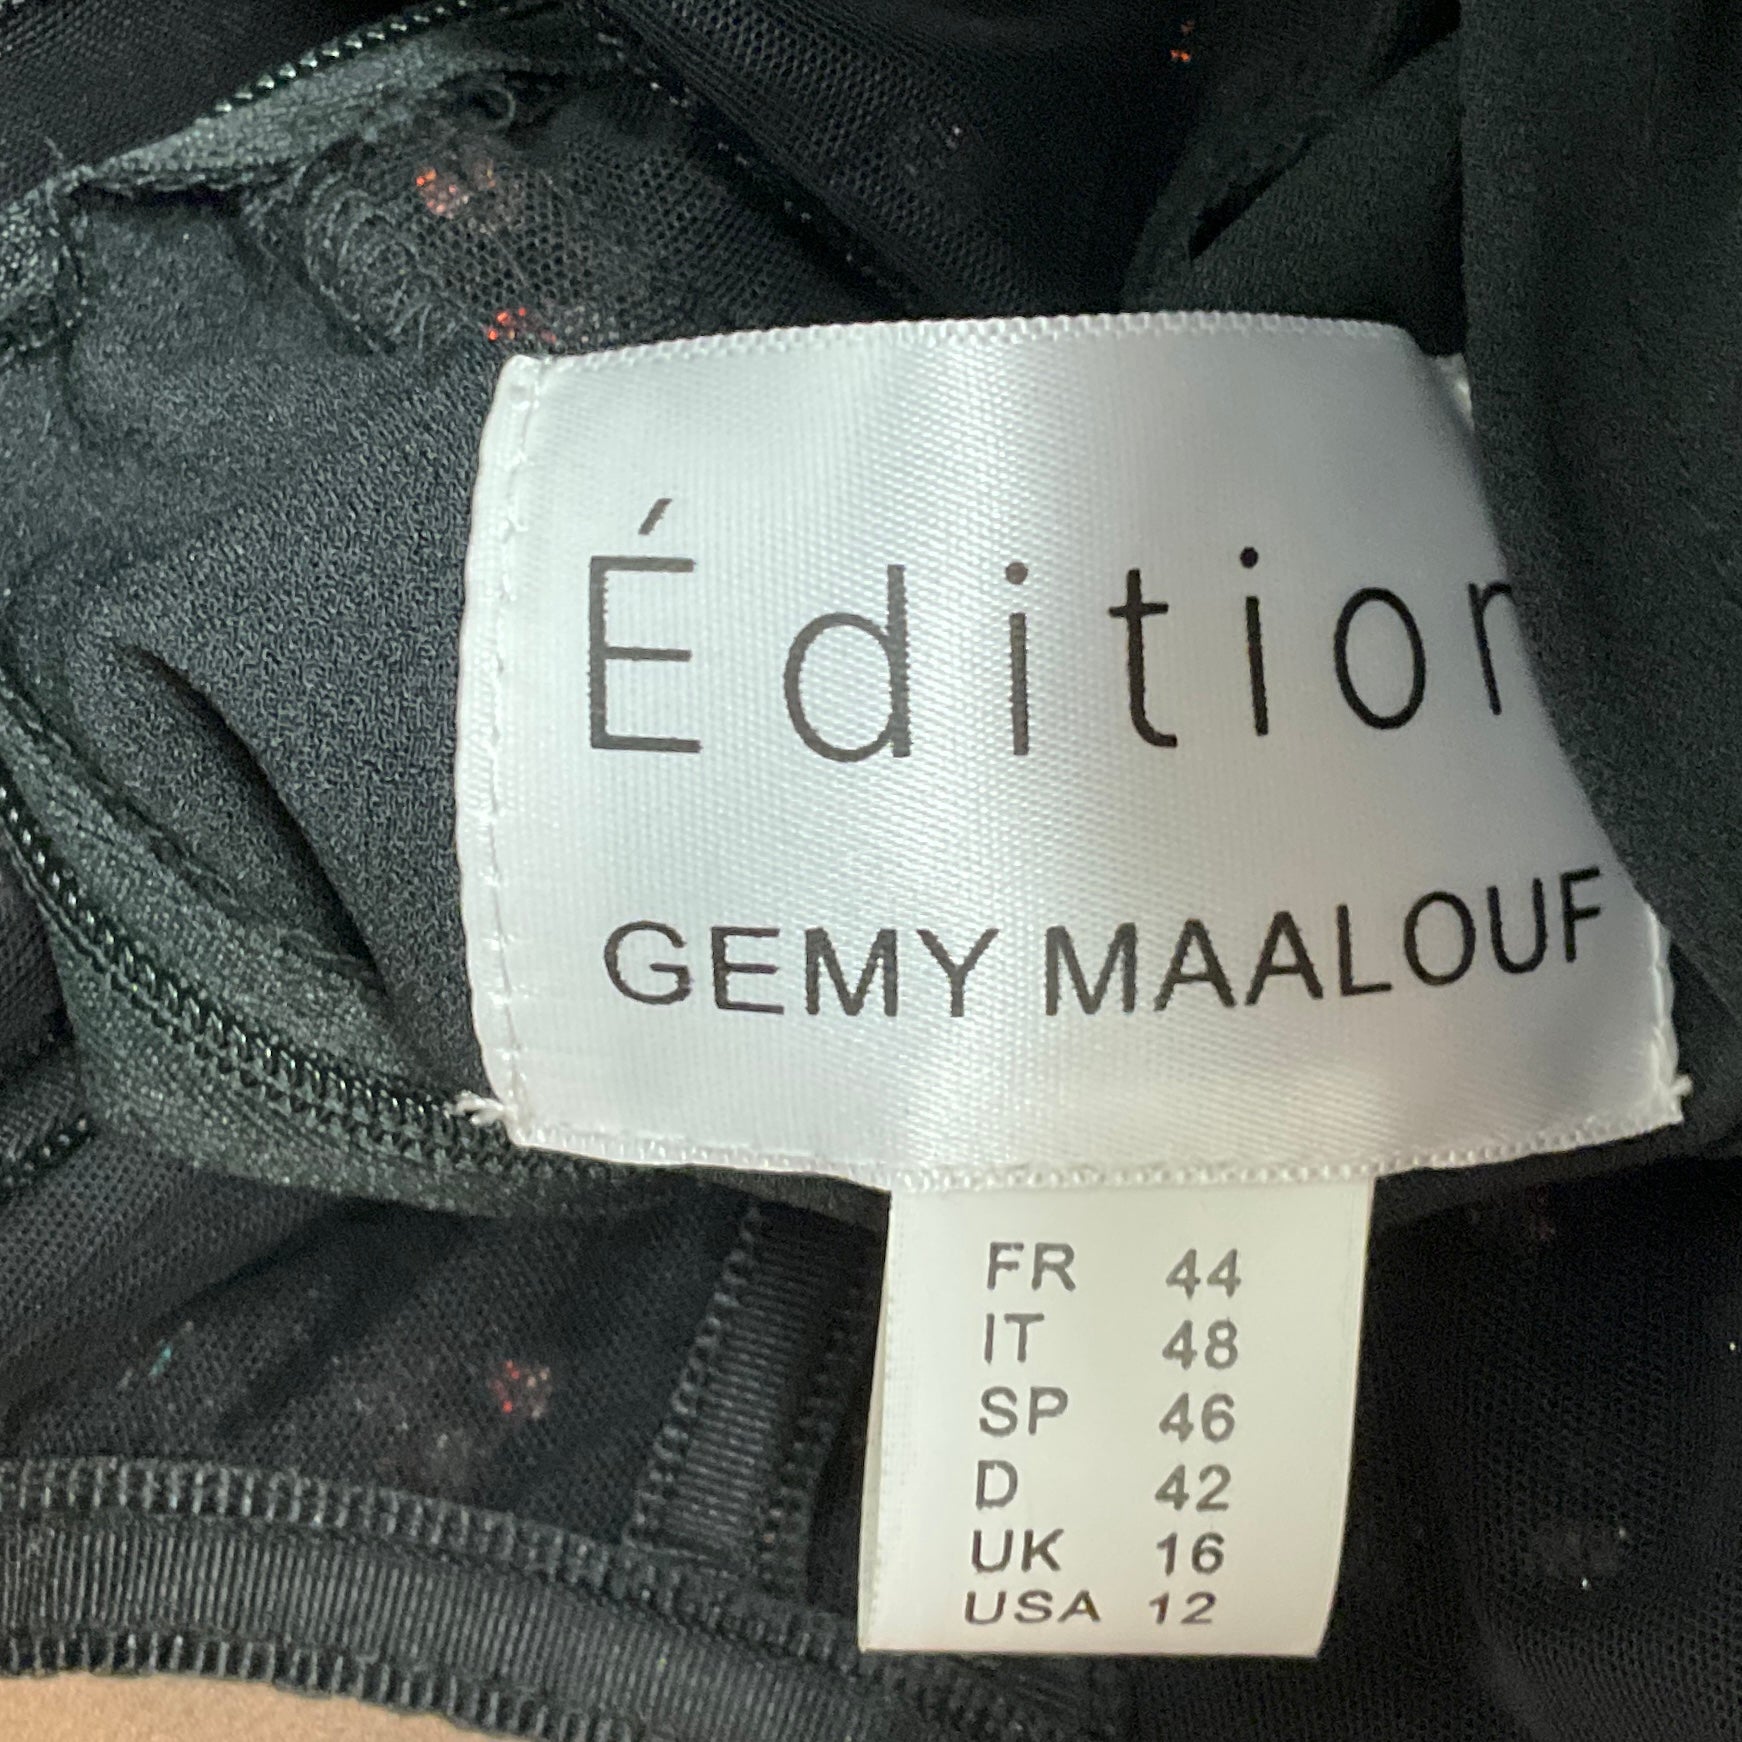 Édition
GEMY MAALOUF
FR 44
IT 48
SP 46
D 42
UK 16
USA 12